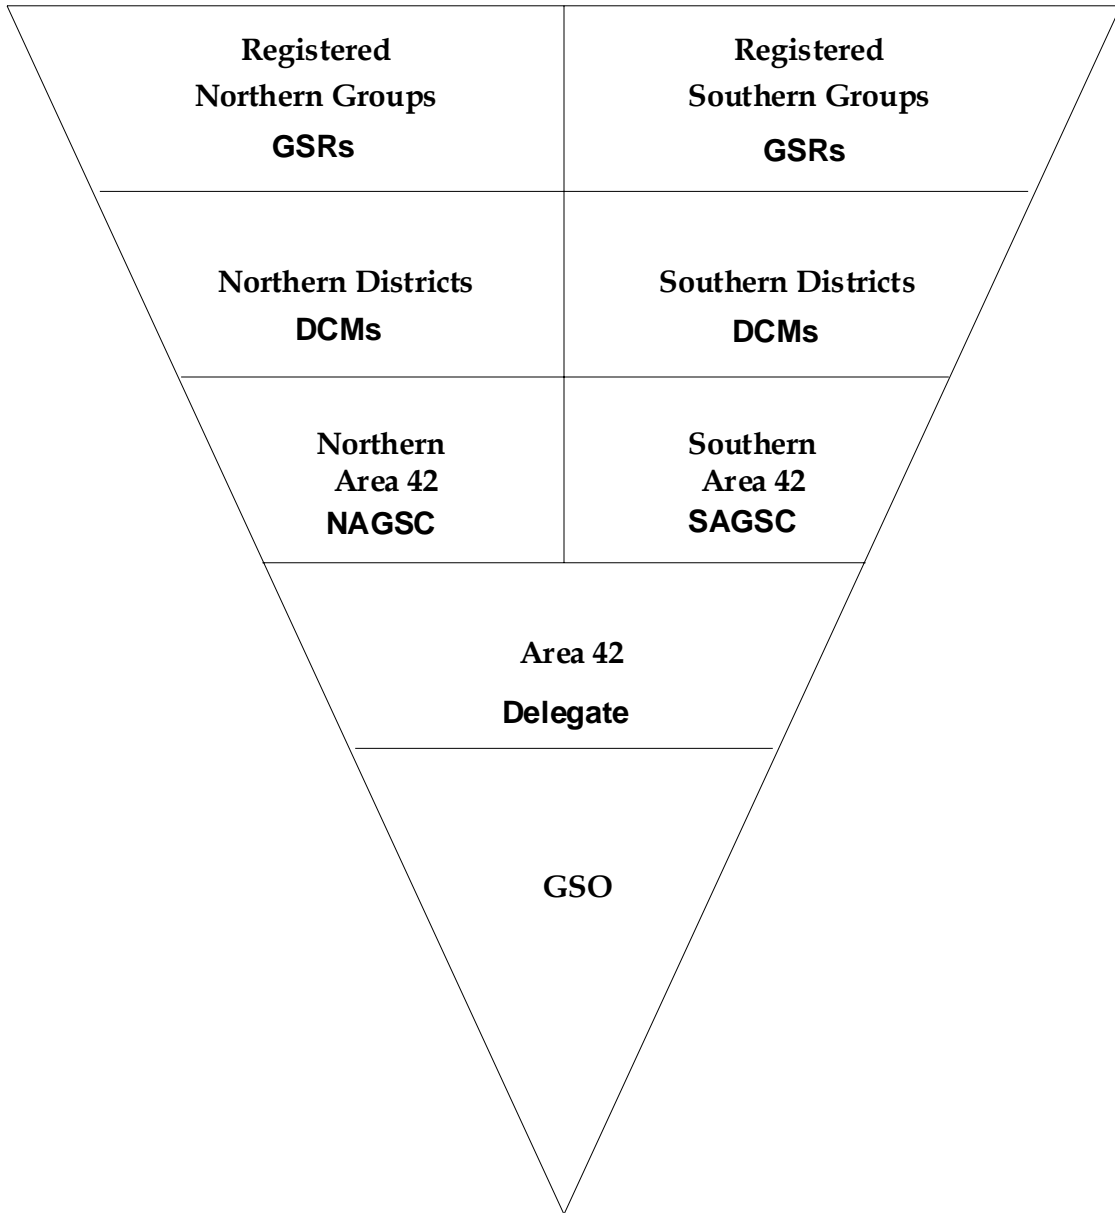 Registered
Northern Groups
GSRs
Registered
Southern Groups
GSRs
Northern Districts
DCMs
Southern Districts
DCMs
Northern
Area 42
NAGSC
Southern
Area 42
SAGSC
Area 42
Delegate
GSO